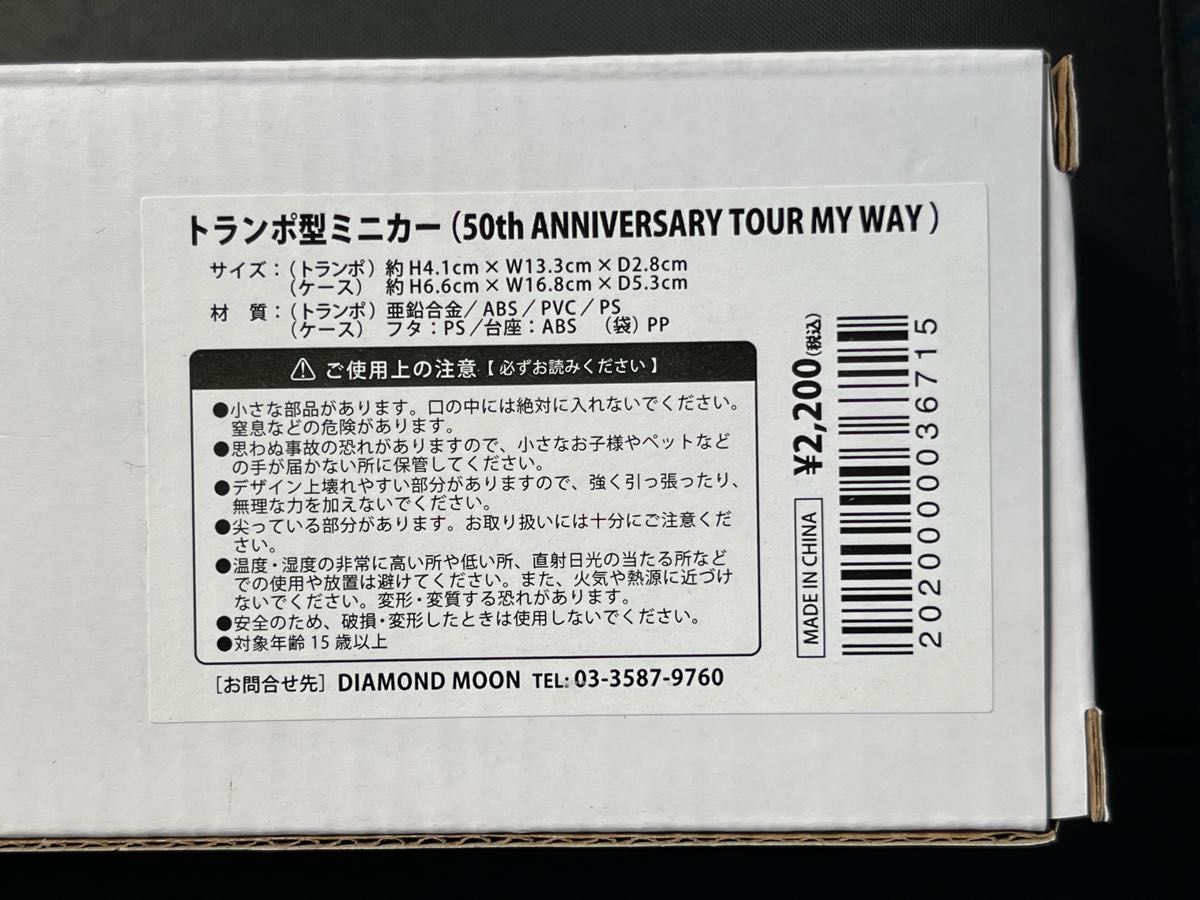 トランポ型ミニカー（50th ANNIVERSARY TOUR MY WAY）
サイズ：（トランポ）約 H4.1cm × W13.3cm × D2.8cm
（ケース）　約 H6.6cm × W16.8cm × D5.3cm
材　質：（トランポ）亜鉛合金／ABS／PVC／PS
（ケース）　フタ：PS／台座：ABS　（袋）PP
⚠ ご使用上の注意【必ずお読みください】
●小さな部品があります。口の中には絶対に入れないでください。
窒息などの危険があります。
●思わぬ事故の恐れがありますので、小さなお子様やペットなど
の手が届かない所に保管してください。
●デザイン上壊れやすい部分がありますので、強く引っ張ったり、
無理な力を加えないでください。
●尖っている部分があります。お取り扱いには十分にご注意くだ
さい。
●温度・湿度の非常に高い所や低い所、直射日光の当たる所など
での使用や放置は避けてください。また、火気や熱源に近づけ
ないでください。変形・変質する恐れがあります。
●安全のため、破損・変形したときは使用しないでください。
●対象年齢 15 歳以上
［お問合せ先］ DIAMOND MOON TEL: 03-3587-9760
¥2,200(税込)
MADE IN CHINA
2020000036715